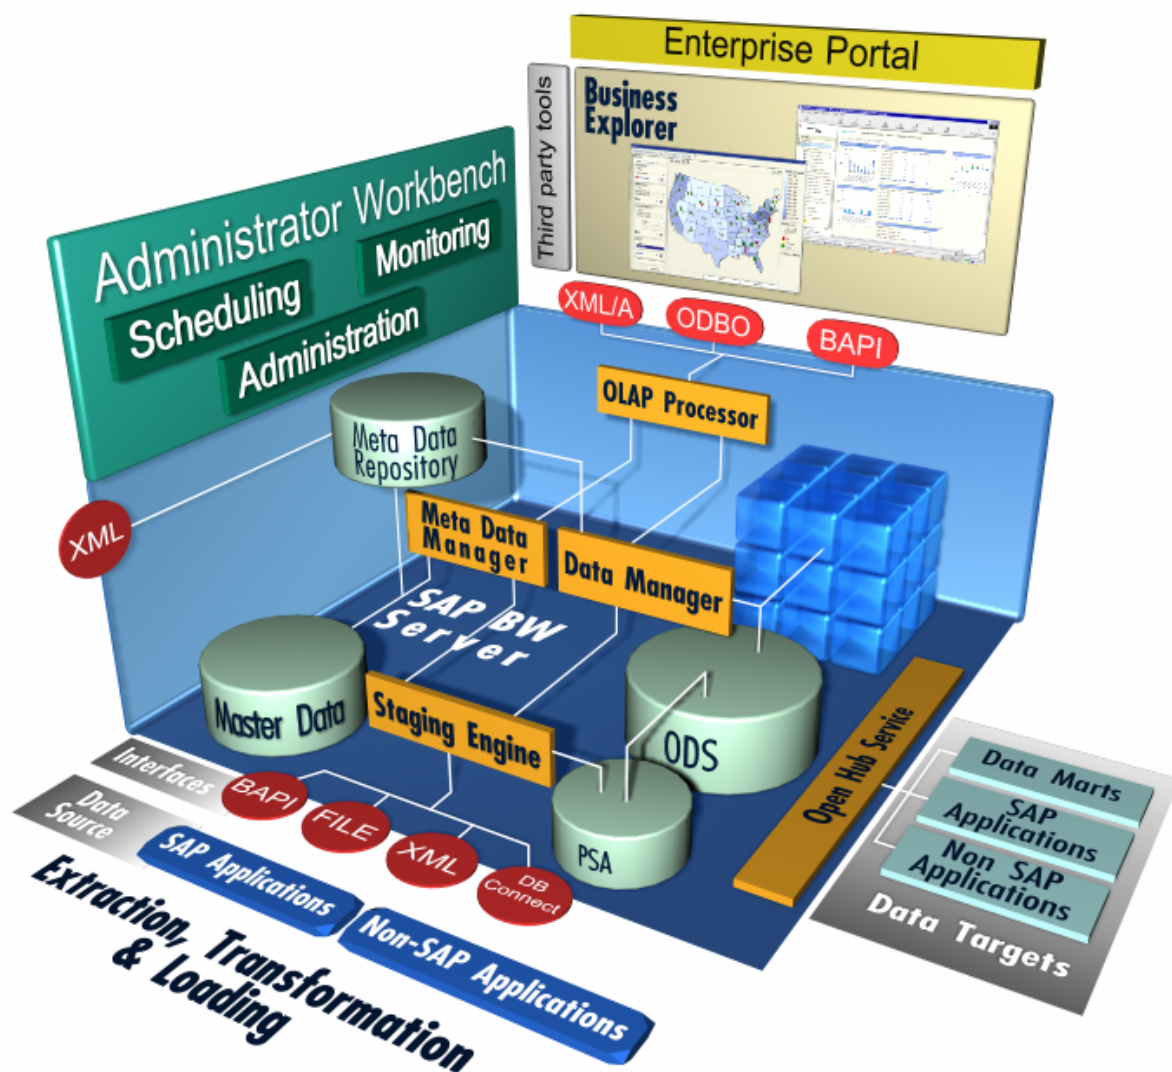 Enterprise Portal
Third party tools
Business
Explorer
Administrator Workbench
Monitoring
Scheduling
Administration
XML/A
ODBO
BAPI
OLAP Processor
Meta Data
Repository
XML
Meta Data
Manager
Data Manager
SAP BW
Server
Master Data
Staging Engine
ODS
PSA
Open Hub Service
Interfaces
BAPI
FILE
XML
DB
Connect
Data
Source
SAP Applications
Non-SAP Applications
Extraction, Transformation
& Loading
Data Marts
SAP
Applications
Non SAP
Applications
Data Targets